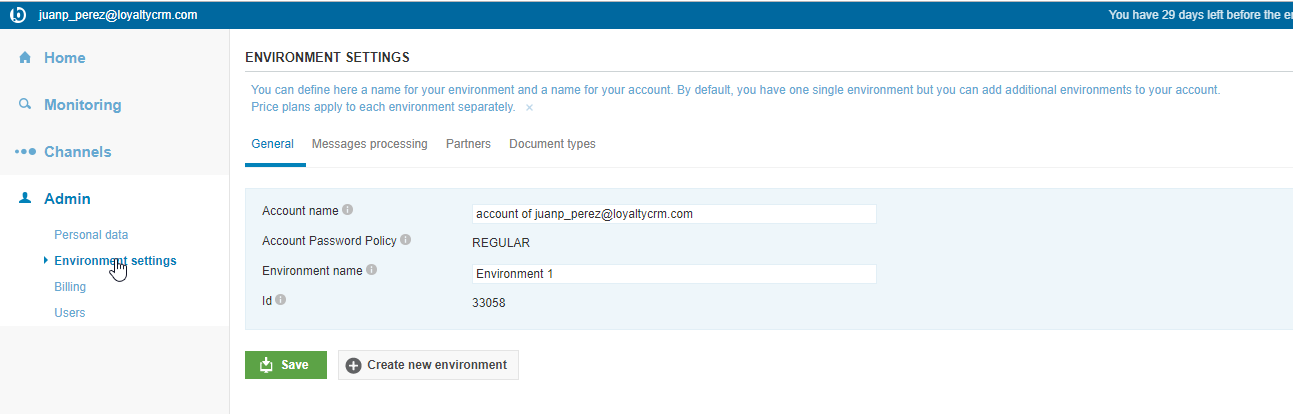 juanp_perez@loyaltycrm.com
You have 29 days left before the
Home
Monitoring
Channels
Admin
Personal data
Environment settings
Billing
Users
ENVIRONMENT SETTINGS
You can define here a name for your environment and a name for your account. By default, you have one single environment but you can add additional environments to your account.
Price plans apply to each environment separately. ×
General Messages processing Partners Document types
Account name account of juanp_perez@loyaltycrm.com
Account Password Policy REGULAR
Environment name Environment 1
Id 33058
Save Create new environment